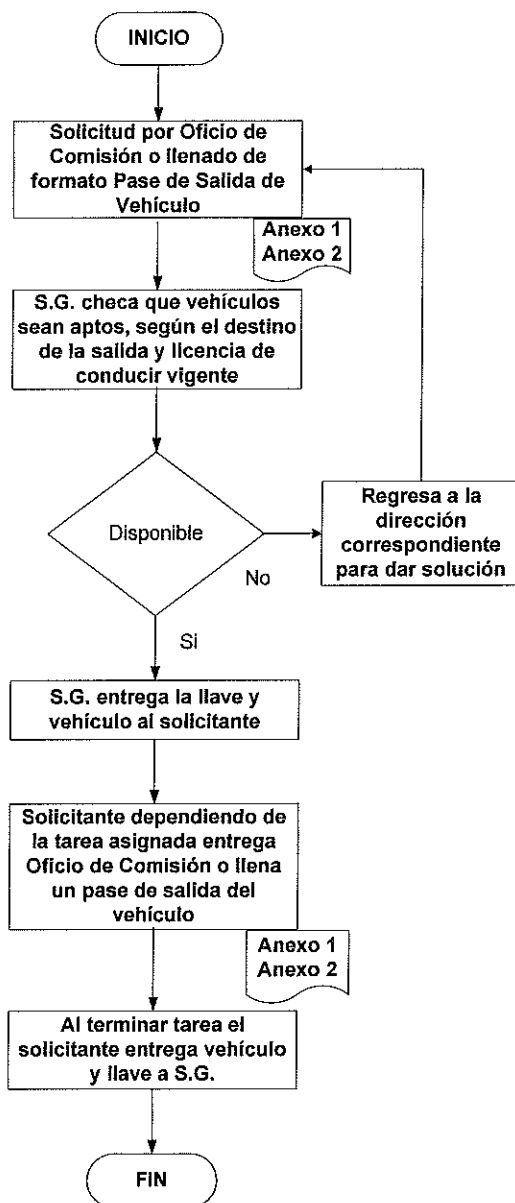 INICIO
Solicitud por Oficio de
Comisión o llenado de
formato Pase de Salida de
Vehículo
Anexo 1
Anexo 2
S.G. checa que vehículos
sean aptos, según el destino
de la salida y licencia de
conducir vigente
Disponible
No
Regresa a la
dirección
correspondiente
para dar solución
Si
S.G. entrega la llave y
vehículo al solicitante
Solicitante dependiendo de
la tarea asignada entrega
Oficio de Comisión o llena
un pase de salida del
vehículo
Anexo 1
Anexo 2
Al terminar tarea el
solicitante entrega vehículo
y llave a S.G.
FIN